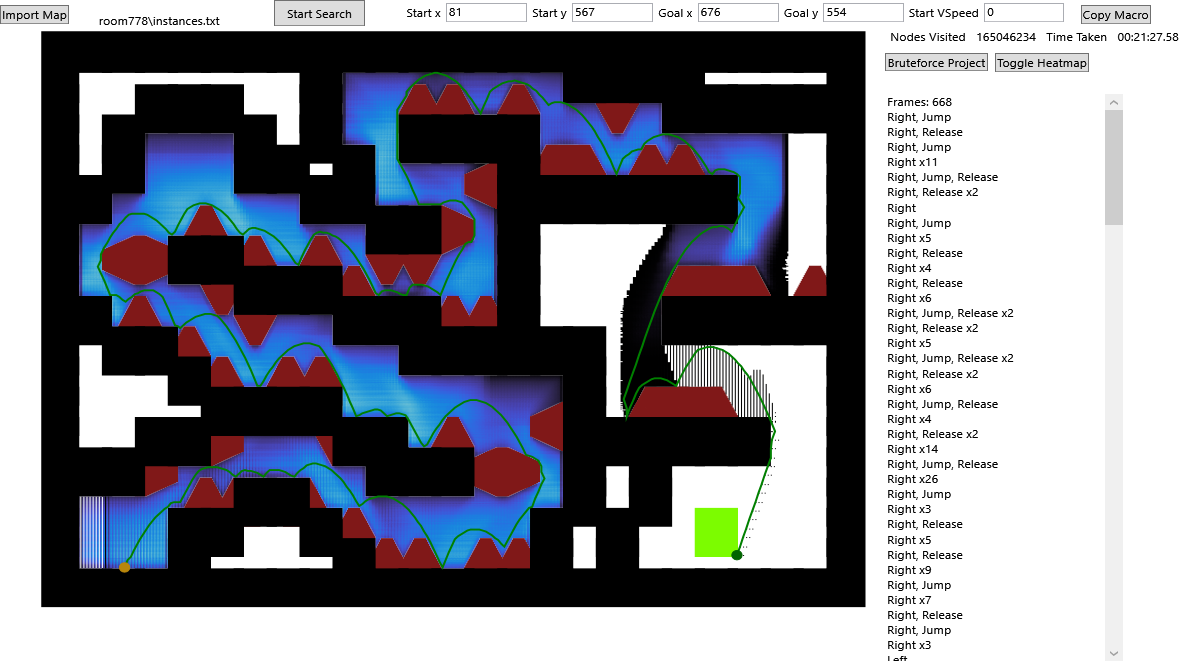 Import Map
room778\instances.txt
Start Search
Start x 81 Start y 567 Goal x 676 Goal y 554 Start VSpeed 0
Copy Macro
Nodes Visited 165046234 Time Taken 00:21:27.58
Bruteforce Project Toggle Heatmap
Frames: 668
Right, Jump
Right, Release
Right, Jump
Right x11
Right, Jump, Release
Right, Release x2
Right
Right, Jump
Right x5
Right, Release
Right x4
Right, Release
Right x6
Right, Jump, Release x2
Right, Release x2
Right x5
Right, Jump, Release x2
Right, Release x2
Right x6
Right, Jump, Release
Right x4
Right, Release x2
Right x14
Right, Jump, Release
Right x26
Right, Jump
Right x3
Right, Release
Right x5
Right, Release
Right x9
Right, Jump
Right x7
Right, Release
Right, Jump
Right x3
Left